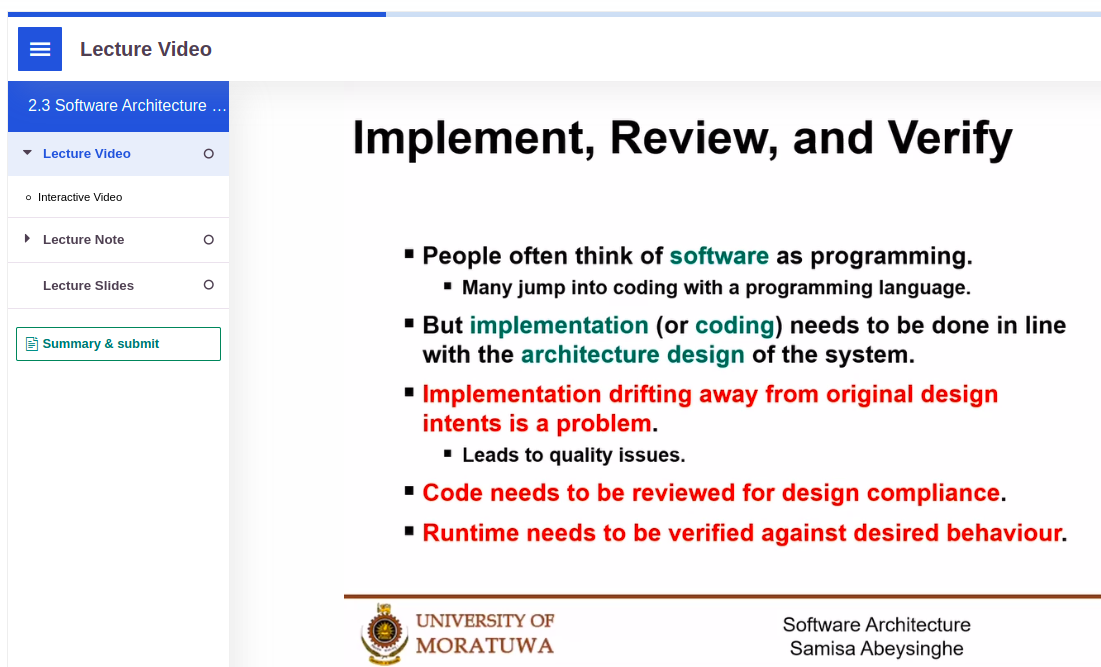 Lecture Video
2.3 Software Architecture …
Lecture Video
Interactive Video
Lecture Note
Lecture Slides
Summary & submit
Implement, Review, and Verify
People often think of software as programming.
Many jump into coding with a programming language.
But implementation (or coding) needs to be done in line
with the architecture design of the system.
Implementation drifting away from original design
intents is a problem.
Leads to quality issues.
Code needs to be reviewed for design compliance.
Runtime needs to be verified against desired behaviour.
UNIVERSITY OF
MORATUWA
Software Architecture
Samisa Abeysinghe